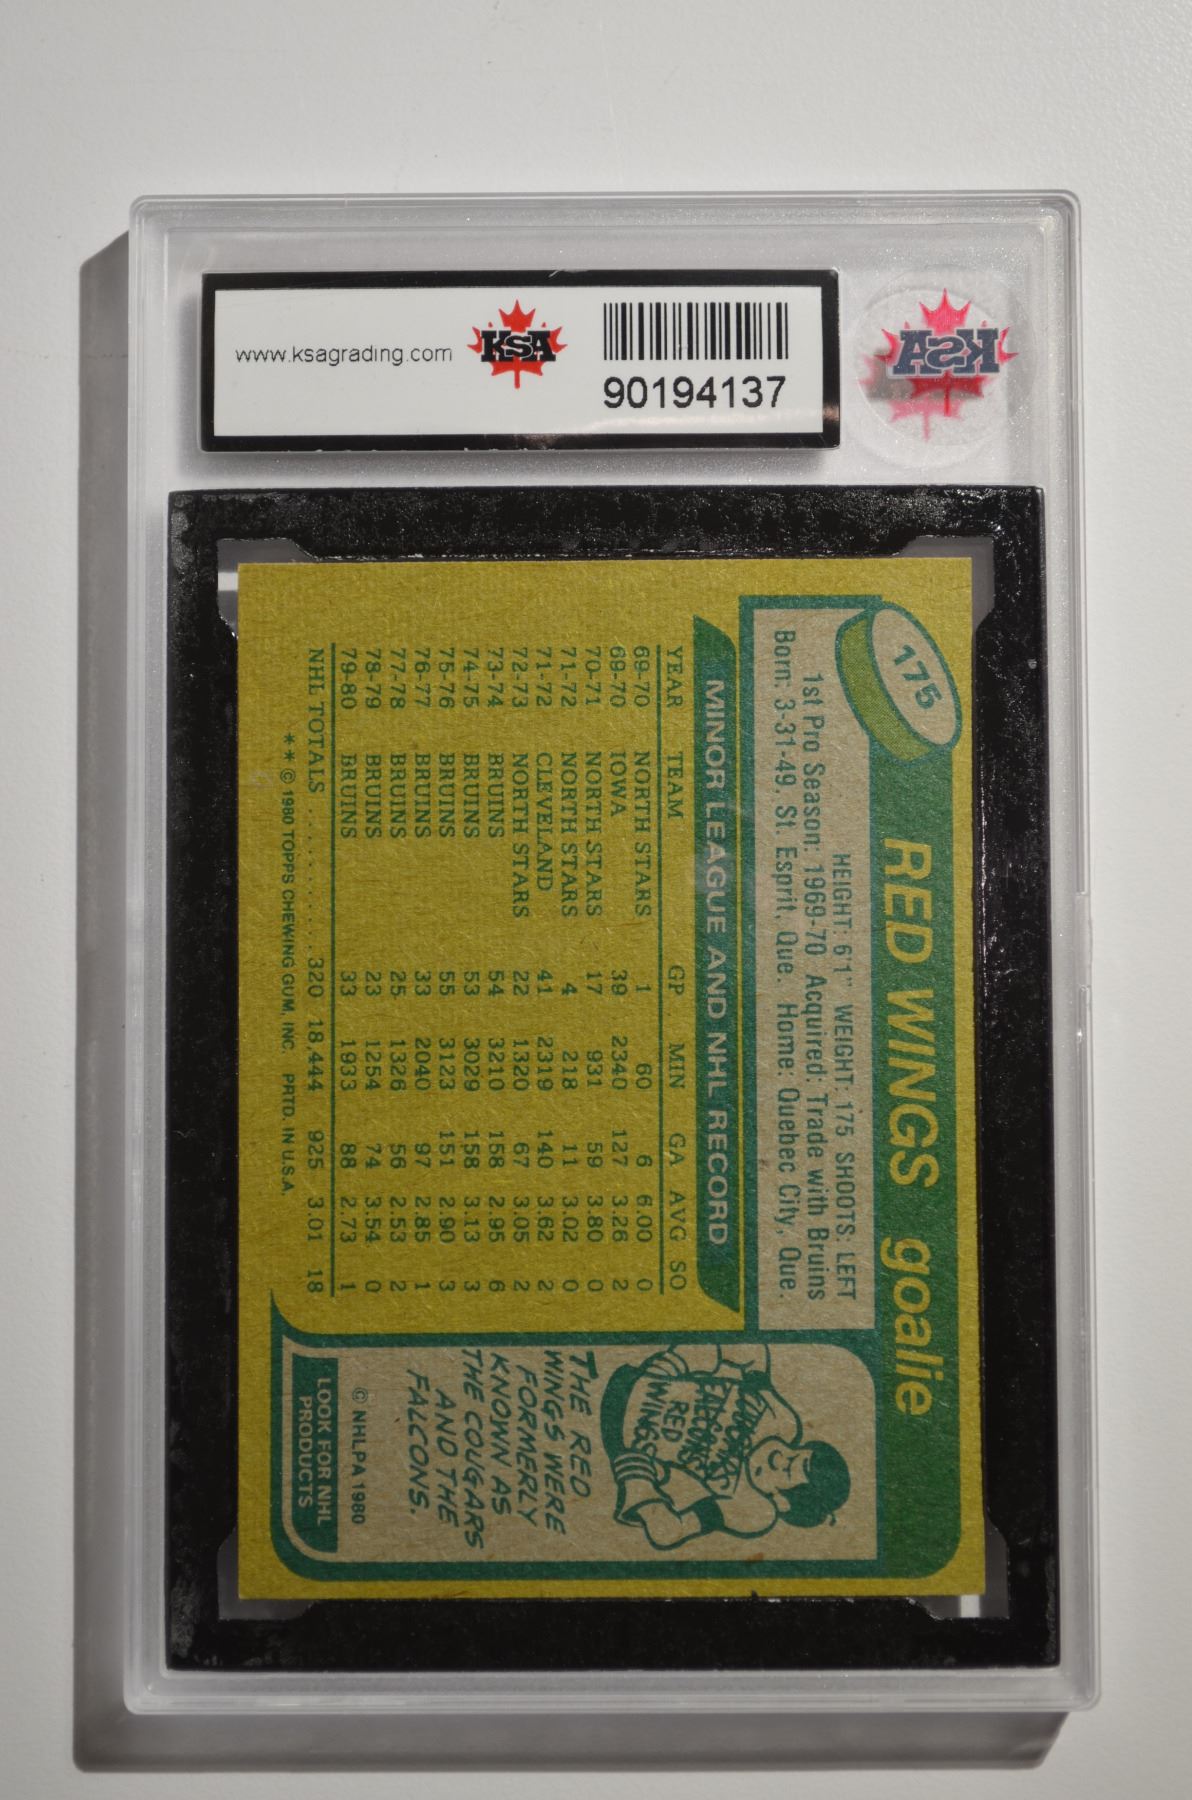 www.ksagrading.com
KSA
90194137
KSA
175
RED WINGS goalie
HEIGHT: 6'1" WEIGHT: 175 SHOOTS: LEFT
1st Pro Season: 1969-70 Acquired: Trade with Bruins
Born: 3-31-49. St. Esprit, Que. Home: Quebec City, Que.
MINOR LEAGUE AND NHL RECORD
YEAR TEAM GP MIN GA AVG SO
69-70 NORTH STARS 1 60 6 6.00 0
69-70 IOWA 39 2340 127 3.26 2
70-71 NORTH STARS 17 931 59 3.80 0
71-72 NORTH STARS 4 218 11 3.02 0
71-72 CLEVELAND 41 2319 140 3.62 2
72-73 NORTH STARS 22 1320 67 3.05 2
73-74 BRUINS 54 3210 158 2.95 6
74-75 BRUINS 53 3029 158 3.13 3
75-76 BRUINS 55 3123 151 2.90 3
76-77 BRUINS 33 2040 97 2.85 1
77-78 BRUINS 25 1326 56 2.53 2
78-79 BRUINS 23 1254 74 3.54 0
79-80 BRUINS 33 1933 88 2.73 1
NHL TOTALS .......... 320 18,444 925 3.01 18
**© 1980 TOPPS CHEWING GUM, INC. PRTD. IN U.S.A.
COUGARS
FALCONS
RED
WINGS
THE RED
WINGS WERE
FORMERLY
KNOWN AS
THE COUGARS
AND THE
FALCONS.
© NHLPA 1980
LOOK FOR NHL
PRODUCTS